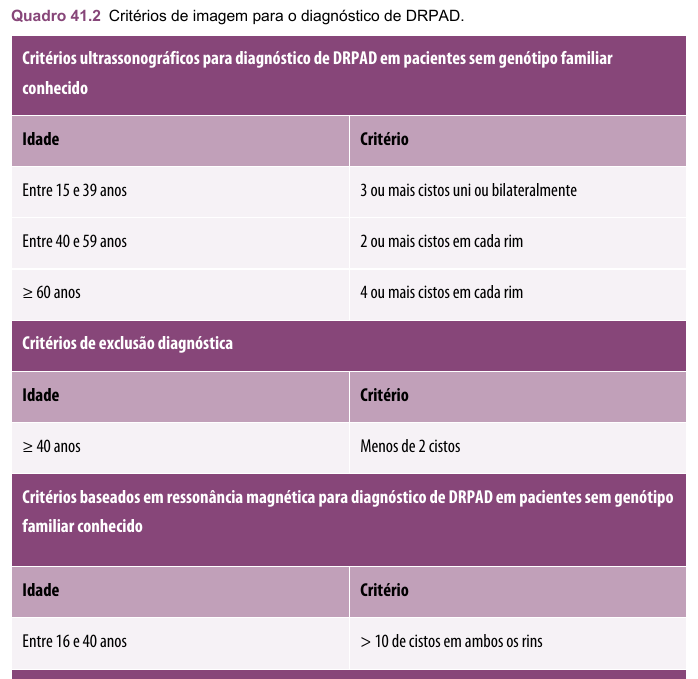 Quadro 41.2 Critérios de imagem para o diagnóstico de DRPAD.
Critérios ultrassonográficos para diagnóstico de DRPAD em pacientes sem genótipo familiar
conhecido
Idade Critério
Entre 15 e 39 anos 3 ou mais cistos uni ou bilateralmente
Entre 40 e 59 anos 2 ou mais cistos em cada rim
≥ 60 anos 4 ou mais cistos em cada rim
Critérios de exclusão diagnóstica
Idade Critério
≥ 40 anos Menos de 2 cistos
Critérios baseados em ressonância magnética para diagnóstico de DRPAD em pacientes sem genótipo
familiar conhecido
Idade Critério
Entre 16 e 40 anos > 10 de cistos em ambos os rins